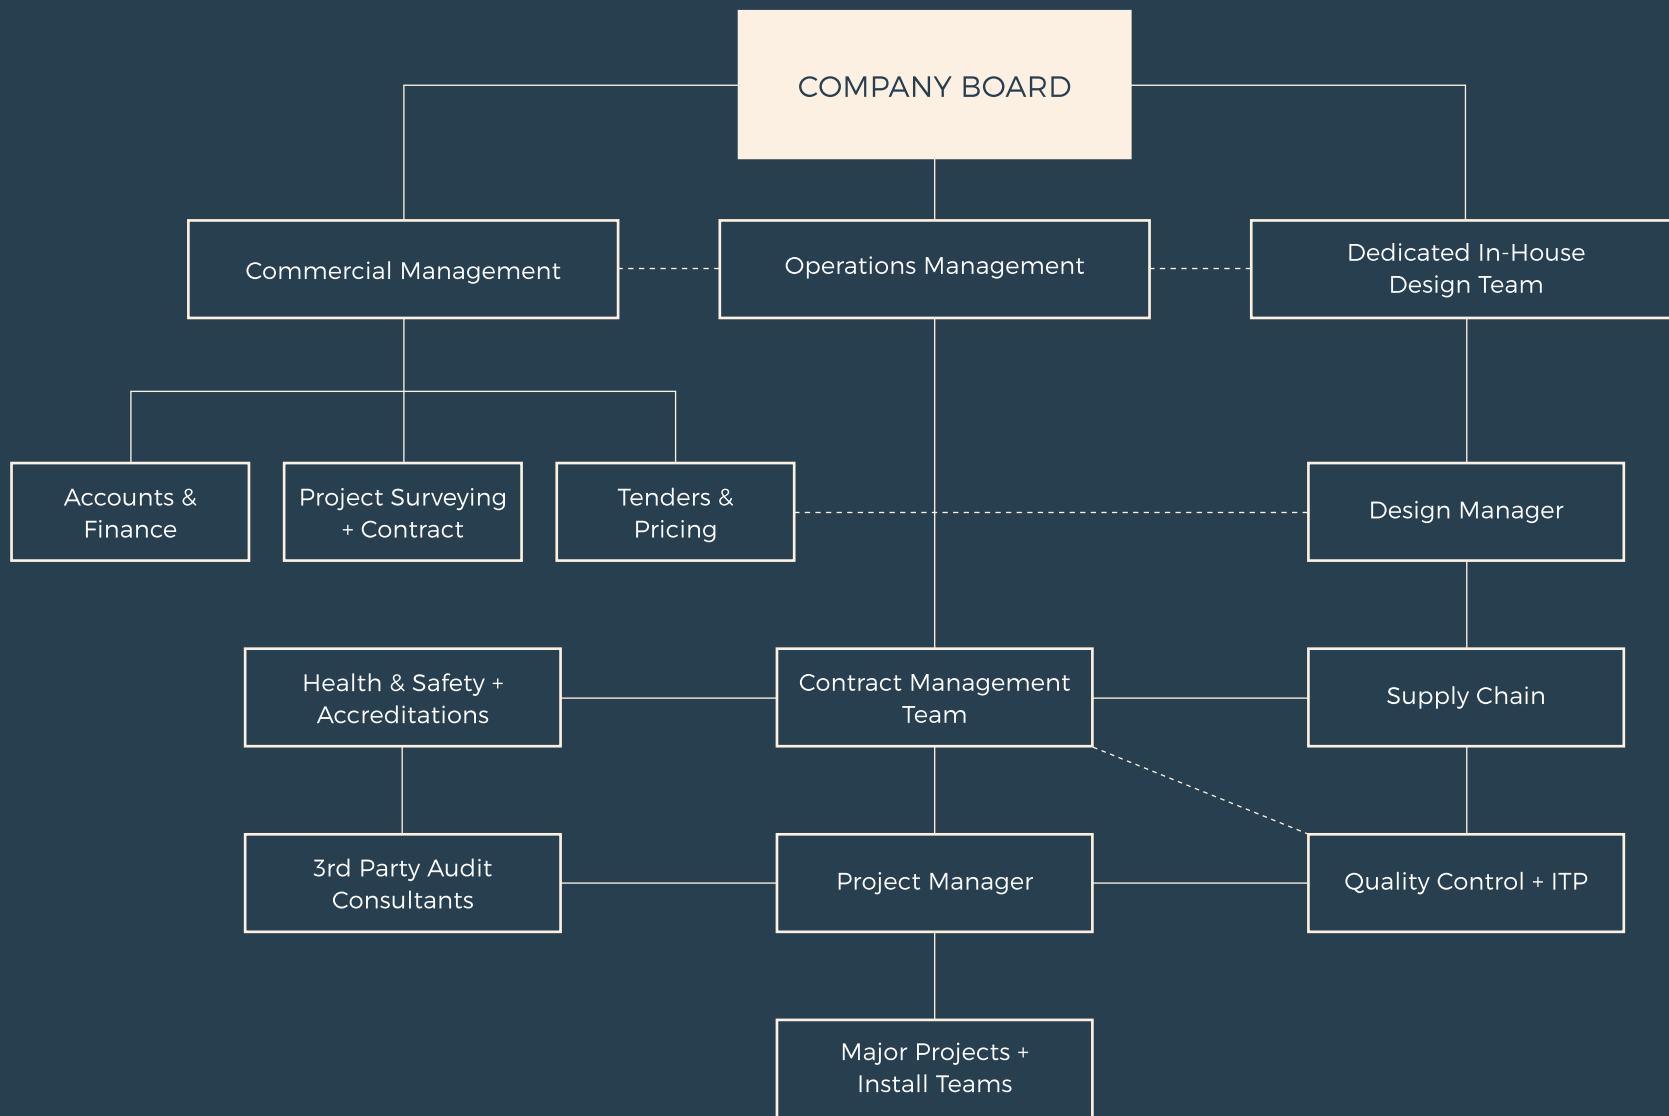 COMPANY BOARD
Commercial Management
Operations Management
Dedicated In-House
Design Team
Accounts &
Finance
Project Surveying
+ Contract
Tenders &
Pricing
Design Manager
Health & Safety +
Accreditations
Contract Management
Team
Supply Chain
3rd Party Audit
Consultants
Project Manager
Quality Control + ITP
Major Projects +
Install Teams